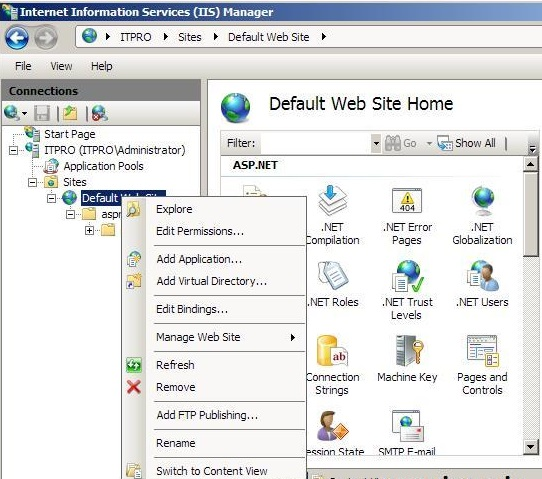 Internet Information Services (IIS) Manager
ITPRO Sites Default Web Site
File View Help
Connections
Start Page
ITPRO (ITPRO\Administrator)
Application Pools
Sites
Default Web Site
aspn
Explore
Edit Permissions...
Add Application...
Add Virtual Directory...
Edit Bindings...
Manage Web Site
Refresh
Remove
Add FTP Publishing...
Rename
Switch to Content View
Default Web Site Home
Filter: Go Show All
ASP.NET
.NET Compilation
404
.NET Error Pages
.NET Globalization
.NET Roles
.NET Trust Levels
.NET Users
ab
Connection Strings
Machine Key
Pages and Controls
Session State
SMTP E-mail